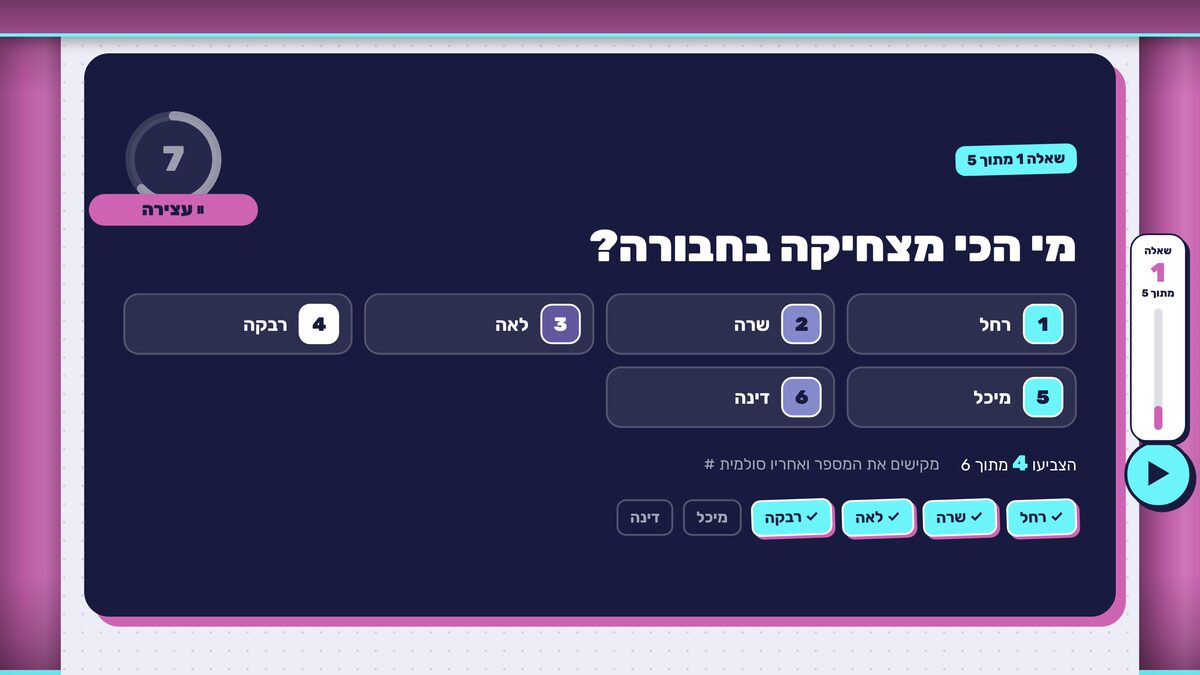 שאלה 1 מתוך 5
7
עצירה
מי הכי מצחיקה בחבורה?
1 רחל
2 שרה
3 לאה
4 רבקה
5 מיכל
6 דינה
הצביעו 4 מתוך 6 מקישים את המספר ואחריו סולמית #
✓ רחל ✓ שרה ✓ לאה ✓ רבקה מיכל דינה
שאלה
1
מתוך 5